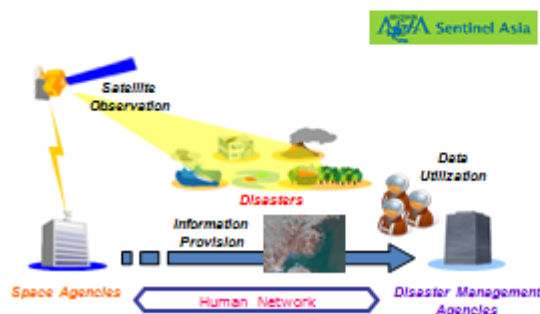 Sentinel Asia
Satellite
Observation
Data
Utilization
Disasters
Information
Provision
Space Agencies
Human Network
Disaster Management
Agencies